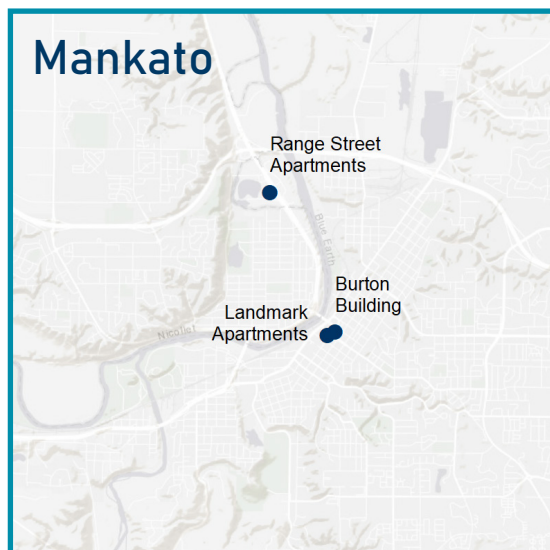 Mankato
Range Street
Apartments
Blue Earth
Burton
Building
Landmark
Apartments
Nicollet